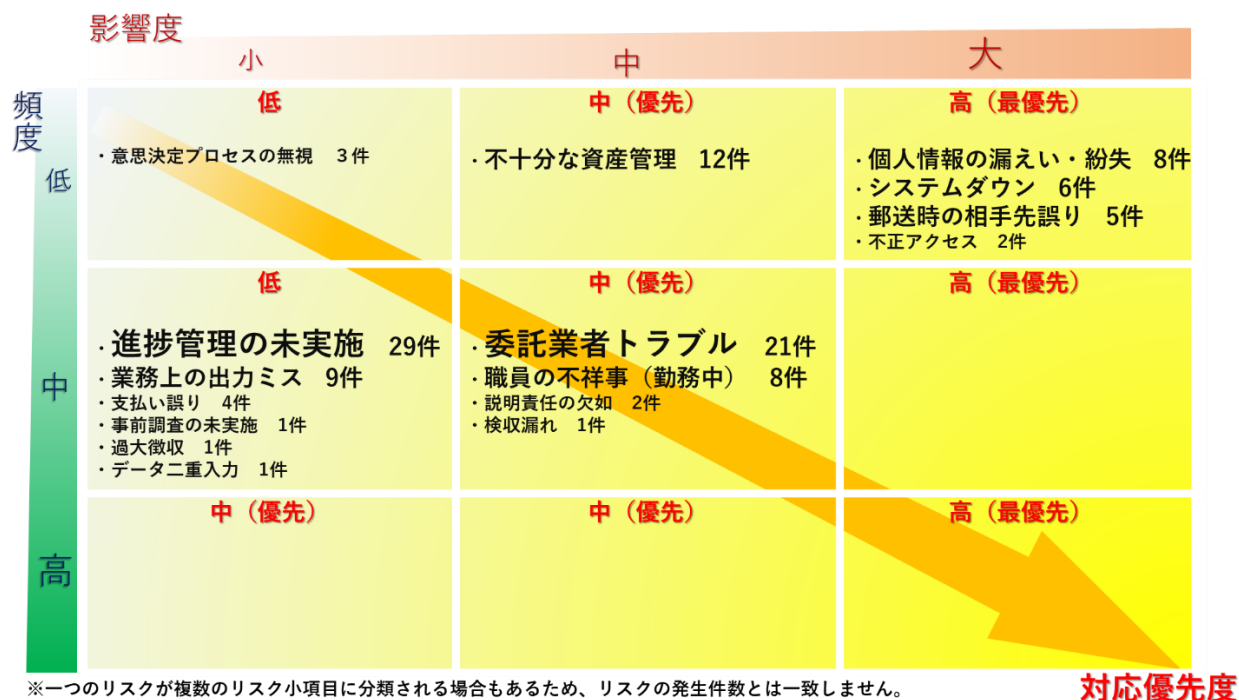 影響度
小
中
大
頻度
低
中
高
低
・意思決定プロセスの無視　３件
中（優先）
・不十分な資産管理　12件
高（最優先）
・個人情報の漏えい・紛失　8件
・システムダウン　6件
・郵送時の相手先誤り　5件
・不正アクセス　2件
低
・進捗管理の未実施　29件
・業務上の出力ミス　9件
・支払い誤り　4件
・事前調査の未実施　1件
・過大徴収　1件
・データ二重入力　1件
中（優先）
・委託業者トラブル　21件
・職員の不祥事（勤務中）　8件
・説明責任の欠如　2件
・検収漏れ　1件
高（最優先）
中（優先）
中（優先）
高（最優先）
※一つのリスクが複数のリスク小項目に分類される場合もあるため、リスクの発生件数とは一致しません。
対応優先度